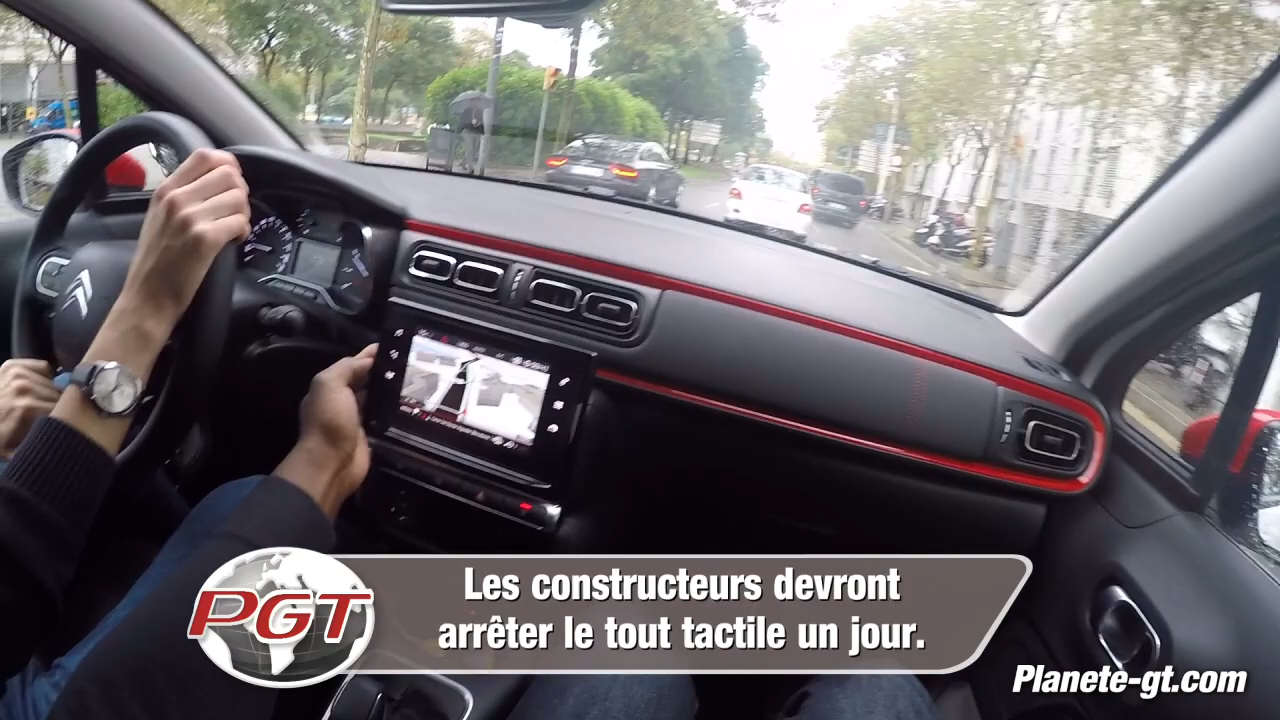 PGT
Les constructeurs devront
arrêter le tout tactile un jour.
Planete-gt.com